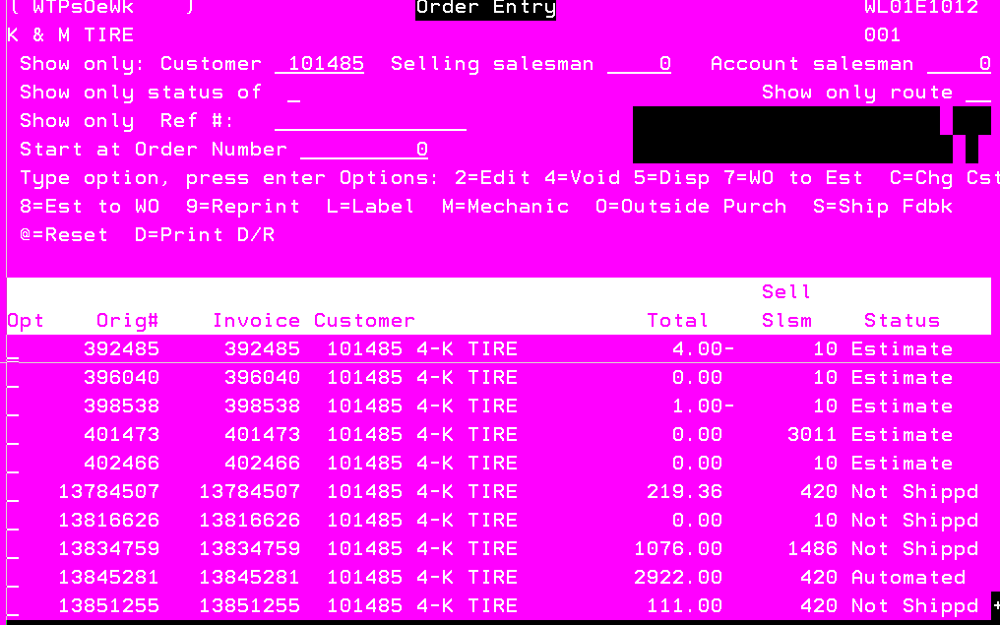 ( WTPsOeWk    )                 Order Entry                        WL01E1012
K & M TIRE                                                         001
Show only: Customer  101485  Selling salesman     0   Account salesman     0
Show only status of  _                                       Show only route __
Show only  Ref #:   _______________
Start at Order Number          0
Type option, press enter Options: 2=Edit 4=Void 5=Disp 7=WO to Est  C=Chg Cst
8=Est to WO  9=Reprint  L=Label  M=Mechanic  O=Outside Purch  S=Ship Fdbk
@=Reset  D=Print D/R
Sell
Opt    Orig#    Invoice Customer                  Total    Slsm    Status
_     392485     392485  101485 4-K TIRE            4.00-      10 Estimate
_     396040     396040  101485 4-K TIRE            0.00       10 Estimate
_     398538     398538  101485 4-K TIRE            1.00-      10 Estimate
_     401473     401473  101485 4-K TIRE            0.00     3011 Estimate
_     402466     402466  101485 4-K TIRE            0.00       10 Estimate
_   13784507   13784507  101485 4-K TIRE          219.36      420 Not Shippd
_   13816626   13816626  101485 4-K TIRE            0.00       10 Not Shippd
_   13834759   13834759  101485 4-K TIRE         1076.00     1486 Not Shippd
_   13845281   13845281  101485 4-K TIRE         2922.00      420 Automated
_   13851255   13851255  101485 4-K TIRE          111.00      420 Not Shippd +